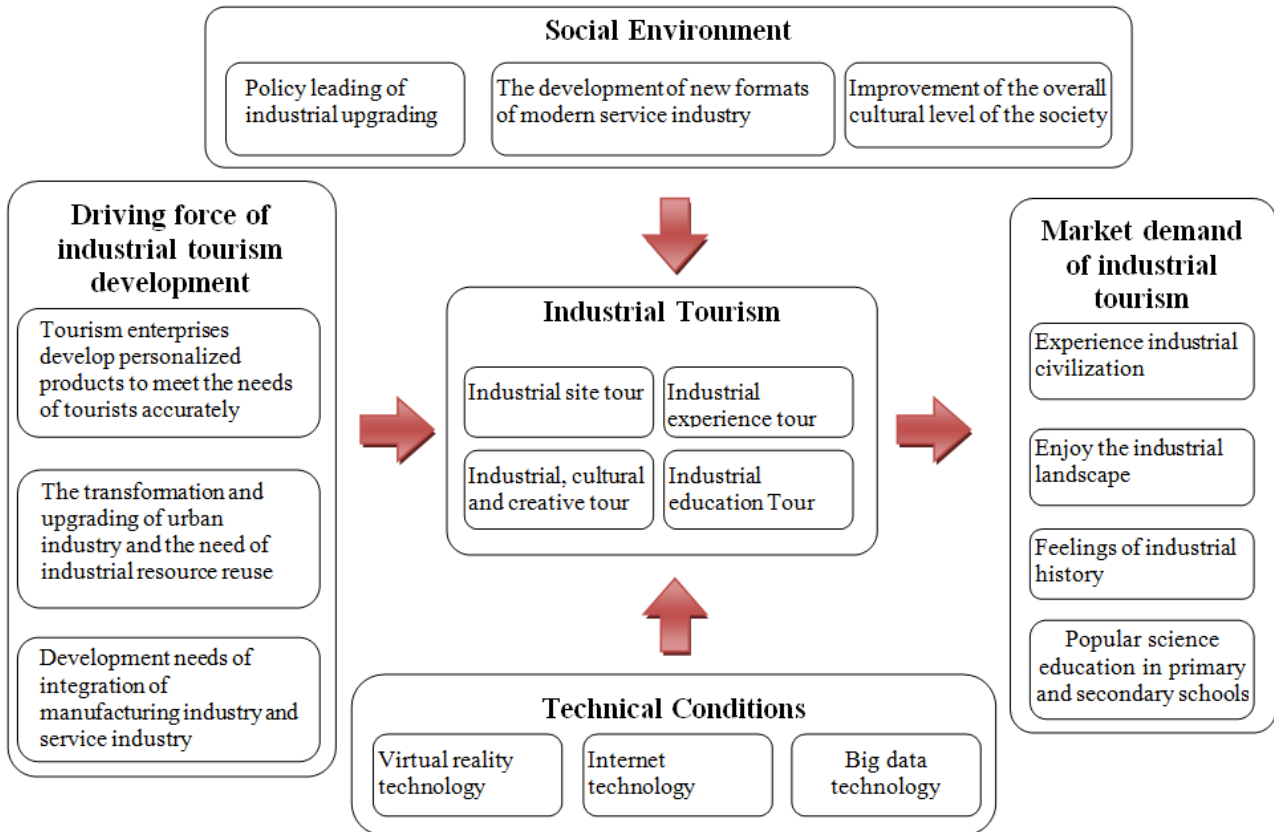 Social Environment
Policy leading of
industrial upgrading
The development of new formats
of modern service industry
Improvement of the overall
cultural level of the society
Driving force of
industrial tourism
development
Tourism enterprises
develop personalized
products to meet the needs
of tourists accurately
The transformation and
upgrading of urban
industry and the need of
industrial resource reuse
Development needs of
integration of
manufacturing industry and
service industry
Industrial Tourism
Industrial site tour
Industrial
experience tour
Industrial, cultural
and creative tour
Industrial
education Tour
Market demand
of industrial
tourism
Experience industrial
civilization
Enjoy the industrial
landscape
Feelings of industrial
history
Popular science
education in primary
and secondary schools
Technical Conditions
Virtual reality
technology
Internet
technology
Big data
technology